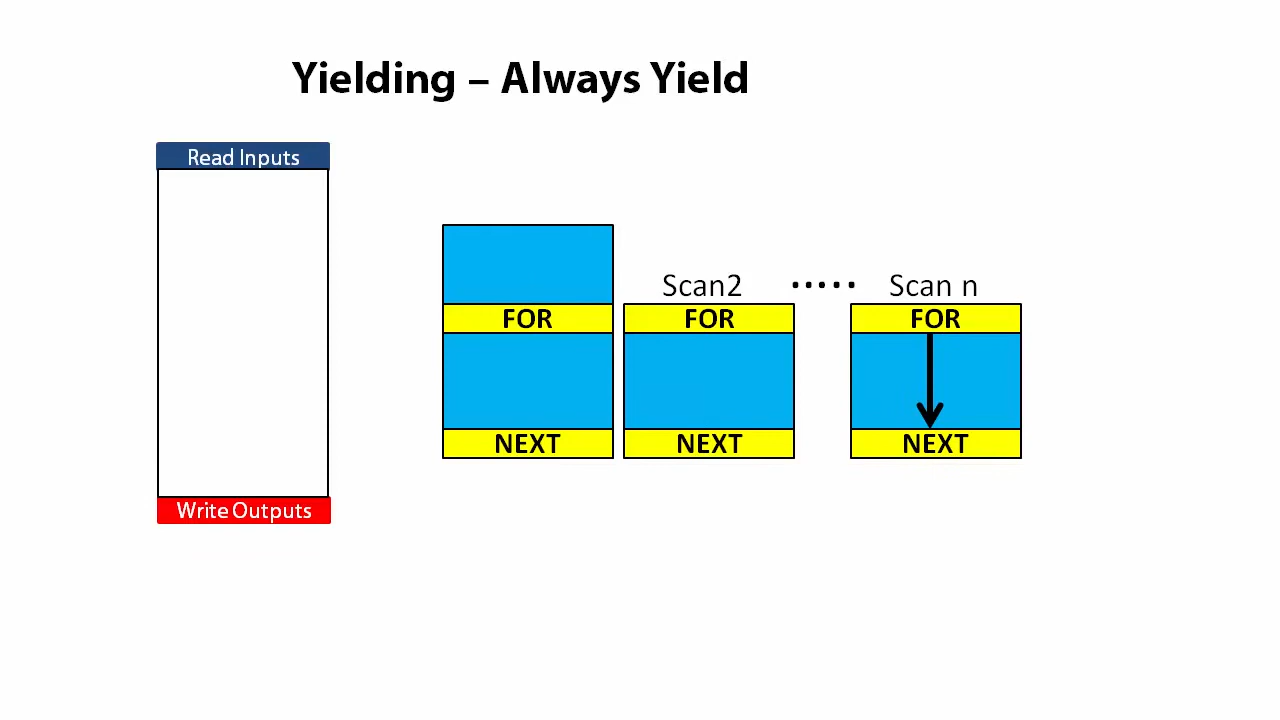 Yielding – Always Yield
Read Inputs
Write Outputs
FOR
NEXT
Scan2
FOR
NEXT
.....
Scan n
FOR
NEXT